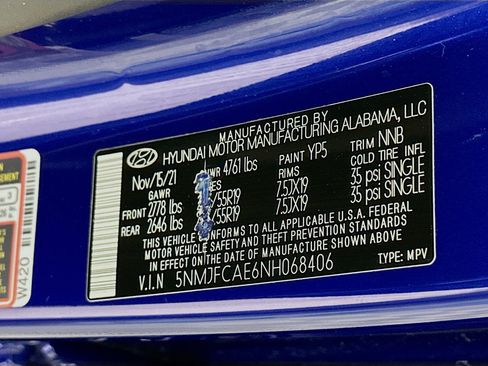 MANUFACTURED BY
HYUNDAI MOTOR MANUFACTURING ALABAMA, LLC
Nov/15/21 WR 4761 lbs PAINT YP5 TRIM NNB
GAWR ES RIMS COLD TIRE INFL
FRONT 2778 lbs /55R19 7.5JX19 35 psi SINGLE
REAR 2646 lbs /55R19 7.5JX19 35 psi SINGLE
THIS VEHICLE CONFORMS TO ALL APPLICABLE U.S.A. FEDERAL
MOTOR VEHICLE SAFETY AND THEFT PREVENTION STANDARDS
IN EFFECT ON THE DATE OF MANUFACTURE SHOWN ABOVE
V.I.N 5NMJFCAE6NH068406
TYPE: MPV
W420